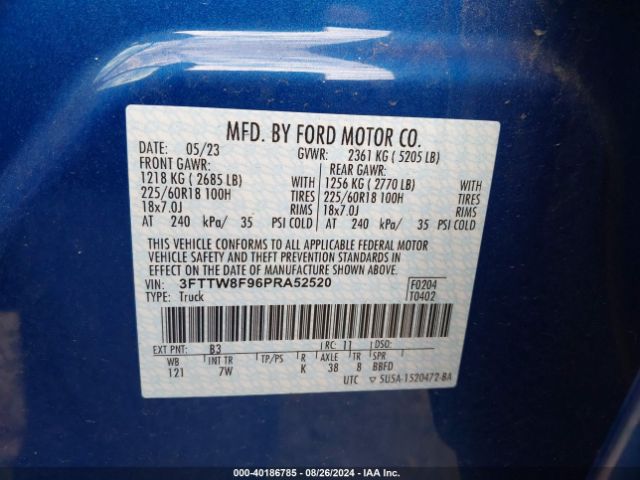 MFD. BY FORD MOTOR CO.
DATE: 05/23 GVWR: 2361 KG ( 5205 LB)
FRONT GAWR: REAR GAWR:
1218 KG ( 2685 LB) WITH 1256 KG ( 2770 LB) WITH
225/60R18 100H TIRES 225/60R18 100H TIRES
18x7.0J RIMS 18x7.0J RIMS
AT 240 kPa/ 35 PSI COLD AT 240 kPa/ 35 PSI COLD
THIS VEHICLE CONFORMS TO ALL APPLICABLE FEDERAL MOTOR
VEHICLE SAFETY AND THEFT PREVENTION STANDARDS IN
EFFECT ON THE DATE OF MANUFACTURE SHOWN ABOVE.
VIN: 3FTTW8F96PRA52520 F0204
TYPE: Truck T0402
EXT PNT: B3 RC: 11 DSO:
WB INT TR TP/PS R AXLE TR SPR
121 7W K 38 8 BBFD
UTC ▽ 5U5A-1520472-BA
000-40186785 - 08/26/2024 - IAA Inc.